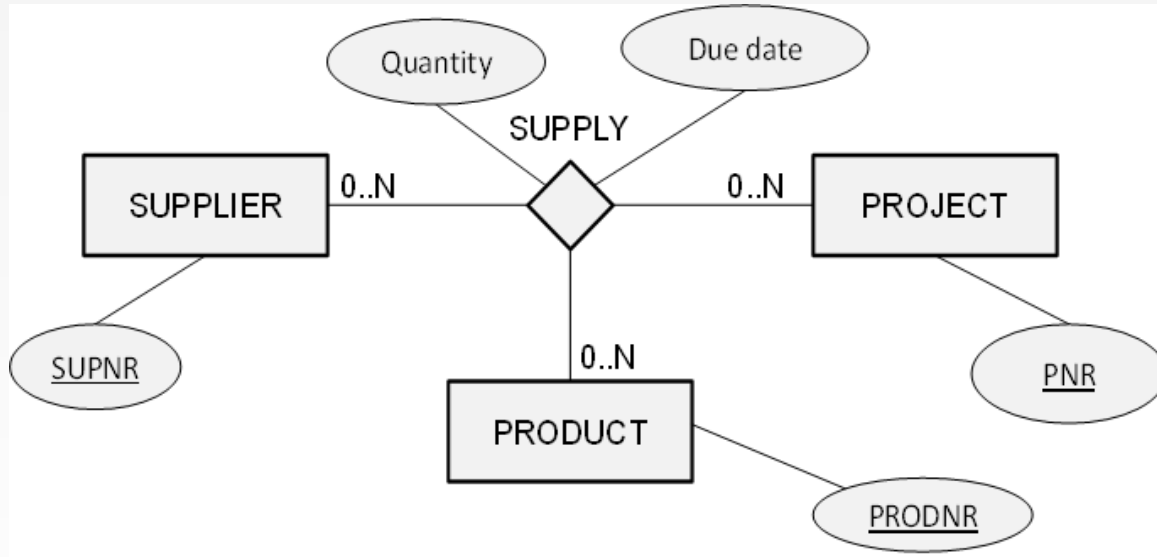 Quantity
Due date
SUPPLY
SUPPLIER
0..N
0..N
PROJECT
SUPNR
0..N
PNR
PRODUCT
PRODNR